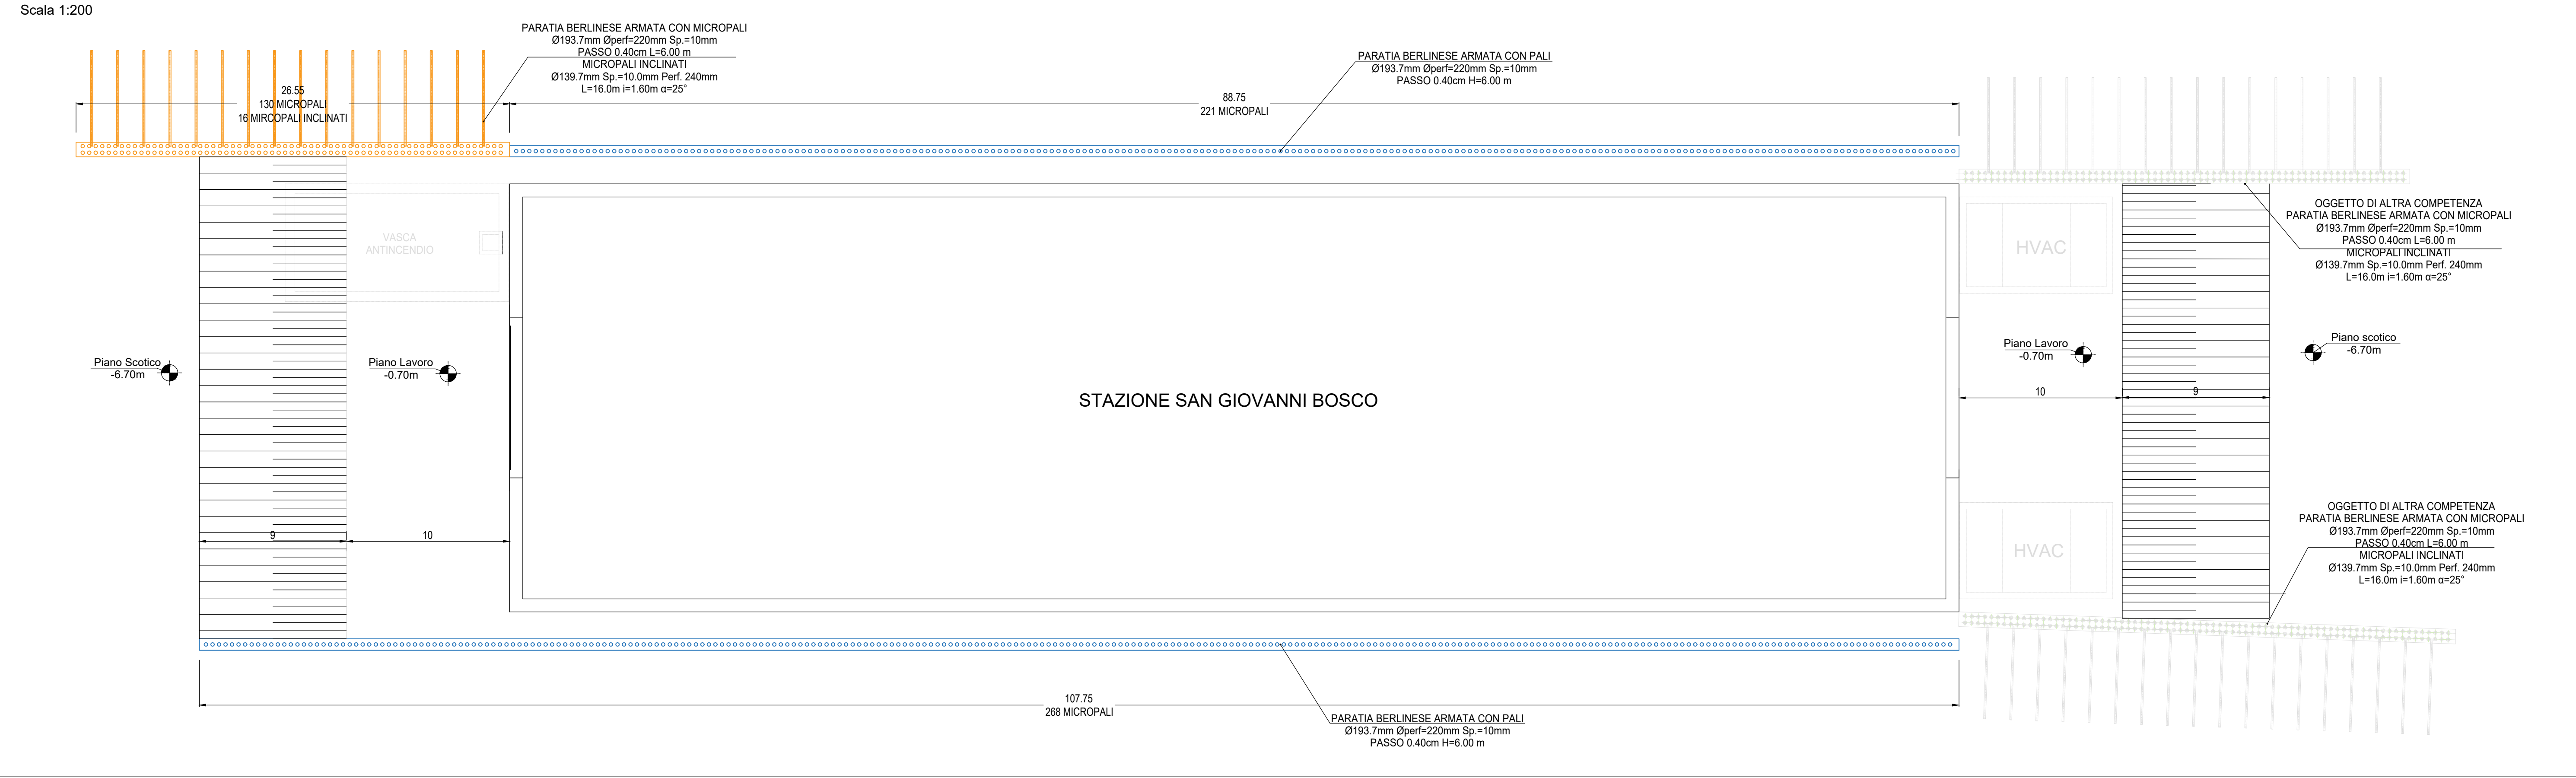 Scala 1:200
PARATIA BERLINESE ARMATA CON MICROPALI
Ø193.7mm Øperf=220mm Sp.=10mm
PASSO 0.40cm L=6.00 m
MICROPALI INCLINATI
Ø139.7mm Sp.=10.0mm Perf. 240mm
L=16.0m i=1.60m α=25°
26.55
130 MICROPALI
16 MIRCOPALI INCLINATI
PARATIA BERLINESE ARMATA CON PALI
Ø193.7mm Øperf=220mm Sp.=10mm
PASSO 0.40cm H=6.00 m
88.75
221 MICROPALI
VASCA
ANTINCENDIO
HVAC
OGGETTO DI ALTRA COMPETENZA
PARATIA BERLINESE ARMATA CON MICROPALI
Ø193.7mm Øperf=220mm Sp.=10mm
PASSO 0.40cm L=6.00 m
MICROPALI INCLINATI
Ø139.7mm Sp.=10.0mm Perf. 240mm
L=16.0m i=1.60m α=25°
Piano Scotico
-6.70m
Piano Lavoro
-0.70m
Piano Lavoro
-0.70m
Piano scotico
-6.70m
STAZIONE SAN GIOVANNI BOSCO
10
9
9
10
HVAC
OGGETTO DI ALTRA COMPETENZA
PARATIA BERLINESE ARMATA CON MICROPALI
Ø193.7mm Øperf=220mm Sp.=10mm
PASSO 0.40cm L=6.00 m
MICROPALI INCLINATI
Ø139.7mm Sp.=10.0mm Perf. 240mm
L=16.0m i=1.60m α=25°
107.75
268 MICROPALI
PARATIA BERLINESE ARMATA CON PALI
Ø193.7mm Øperf=220mm Sp.=10mm
PASSO 0.40cm H=6.00 m